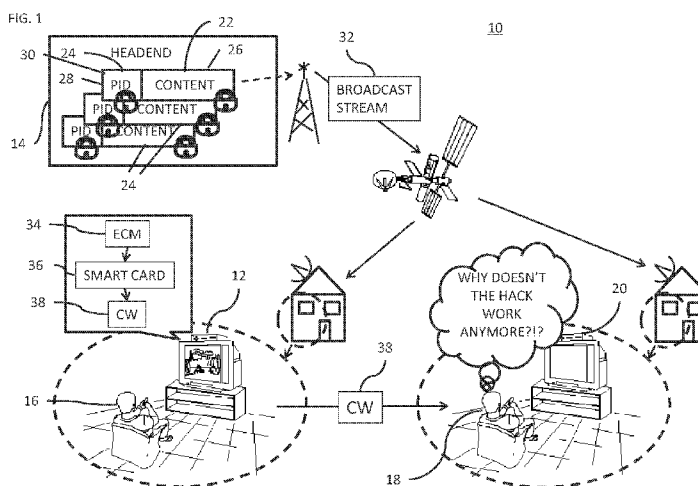 FIG. 1
10
HEADEND
22
24
26
30
28
PID CONTENT
PID CONTENT
PID CONTENT
14
24
32
BROADCAST
STREAM
34
ECM
36
SMART CARD
38
CW
12
WHY DOESN'T
THE HACK
WORK
ANYMORE?!?
20
16
38
CW
18